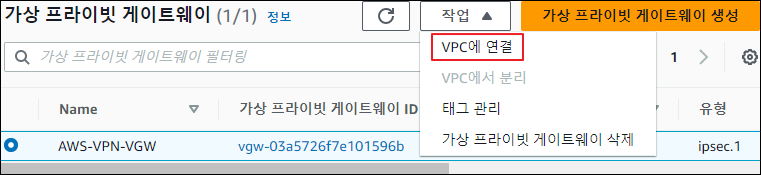 가상 프라이빗 게이트웨이 (1/1) 정보
작업 ▲
가상 프라이빗 게이트웨이 생성
가상 프라이빗 게이트웨이 필터링
1
VPC에 연결
VPC에서 분리
태그 관리
가상 프라이빗 게이트웨이 삭제
Name 가상 프라이빗 게이트웨이 ID 유형
AWS-VPN-VGW vgw-03a5726f7e101596b ipsec.1